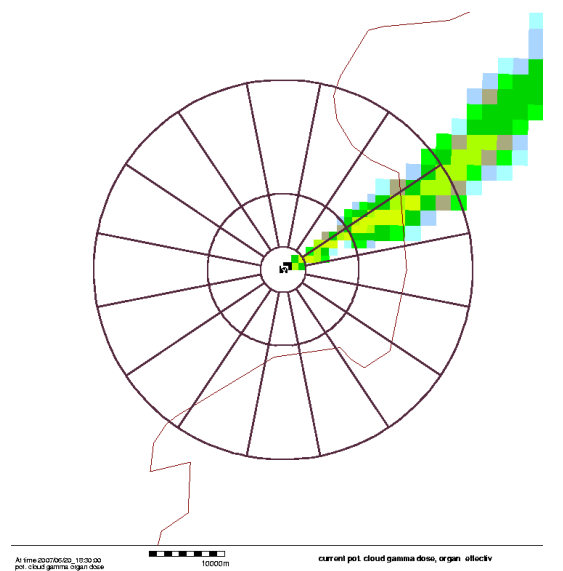 At time 2007/06/20_18:30:00
pot. cloud gamma organ dose
10000m
current pot. cloud gamma dose, organ effectiv